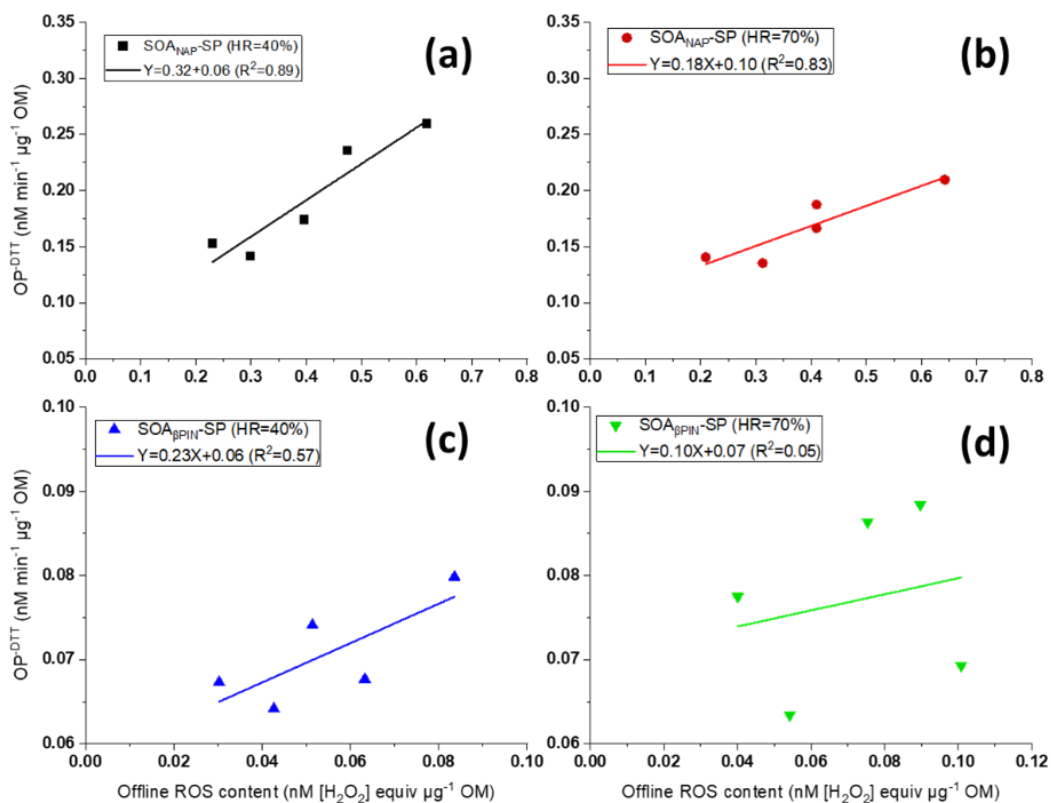 0.35
0.30
0.25
0.20
0.15
0.10
0.05
SOA_NAP-SP (HR=40%)
Y=0.32+0.06 (R²=0.89)
(a)
0.0 0.1 0.2 0.3 0.4 0.5 0.6 0.7 0.8
OP⁻ᴰᵀᵀ (nM min⁻¹ µg⁻¹ OM)
0.35
0.30
0.25
0.20
0.15
0.10
0.05
SOA_NAP-SP (HR=70%)
Y=0.18X+0.10 (R²=0.83)
(b)
0.0 0.1 0.2 0.3 0.4 0.5 0.6 0.7 0.8
0.10
0.09
0.08
0.07
0.06
SOA_βPIN-SP (HR=40%)
Y=0.23X+0.06 (R²=0.57)
(c)
0.00 0.02 0.04 0.06 0.08 0.10 0.12
OP⁻ᴰᵀᵀ (nM min⁻¹ µg⁻¹ OM)
Offline ROS content (nM [H₂O₂] equiv µg⁻¹ OM)
0.10
0.09
0.08
0.07
0.06
SOA_βPIN-SP (HR=70%)
Y=0.10X+0.07 (R²=0.05)
(d)
0.00 0.02 0.04 0.06 0.08 0.10 0.12
Offline ROS content (nM [H₂O₂] equiv µg⁻¹ OM)